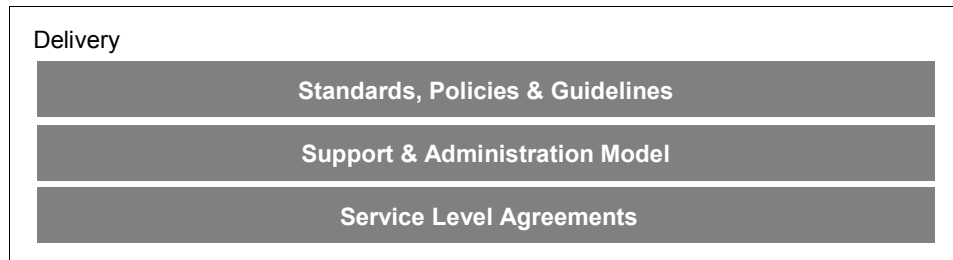 Delivery
Standards, Policies & Guidelines
Support & Administration Model
Service Level Agreements